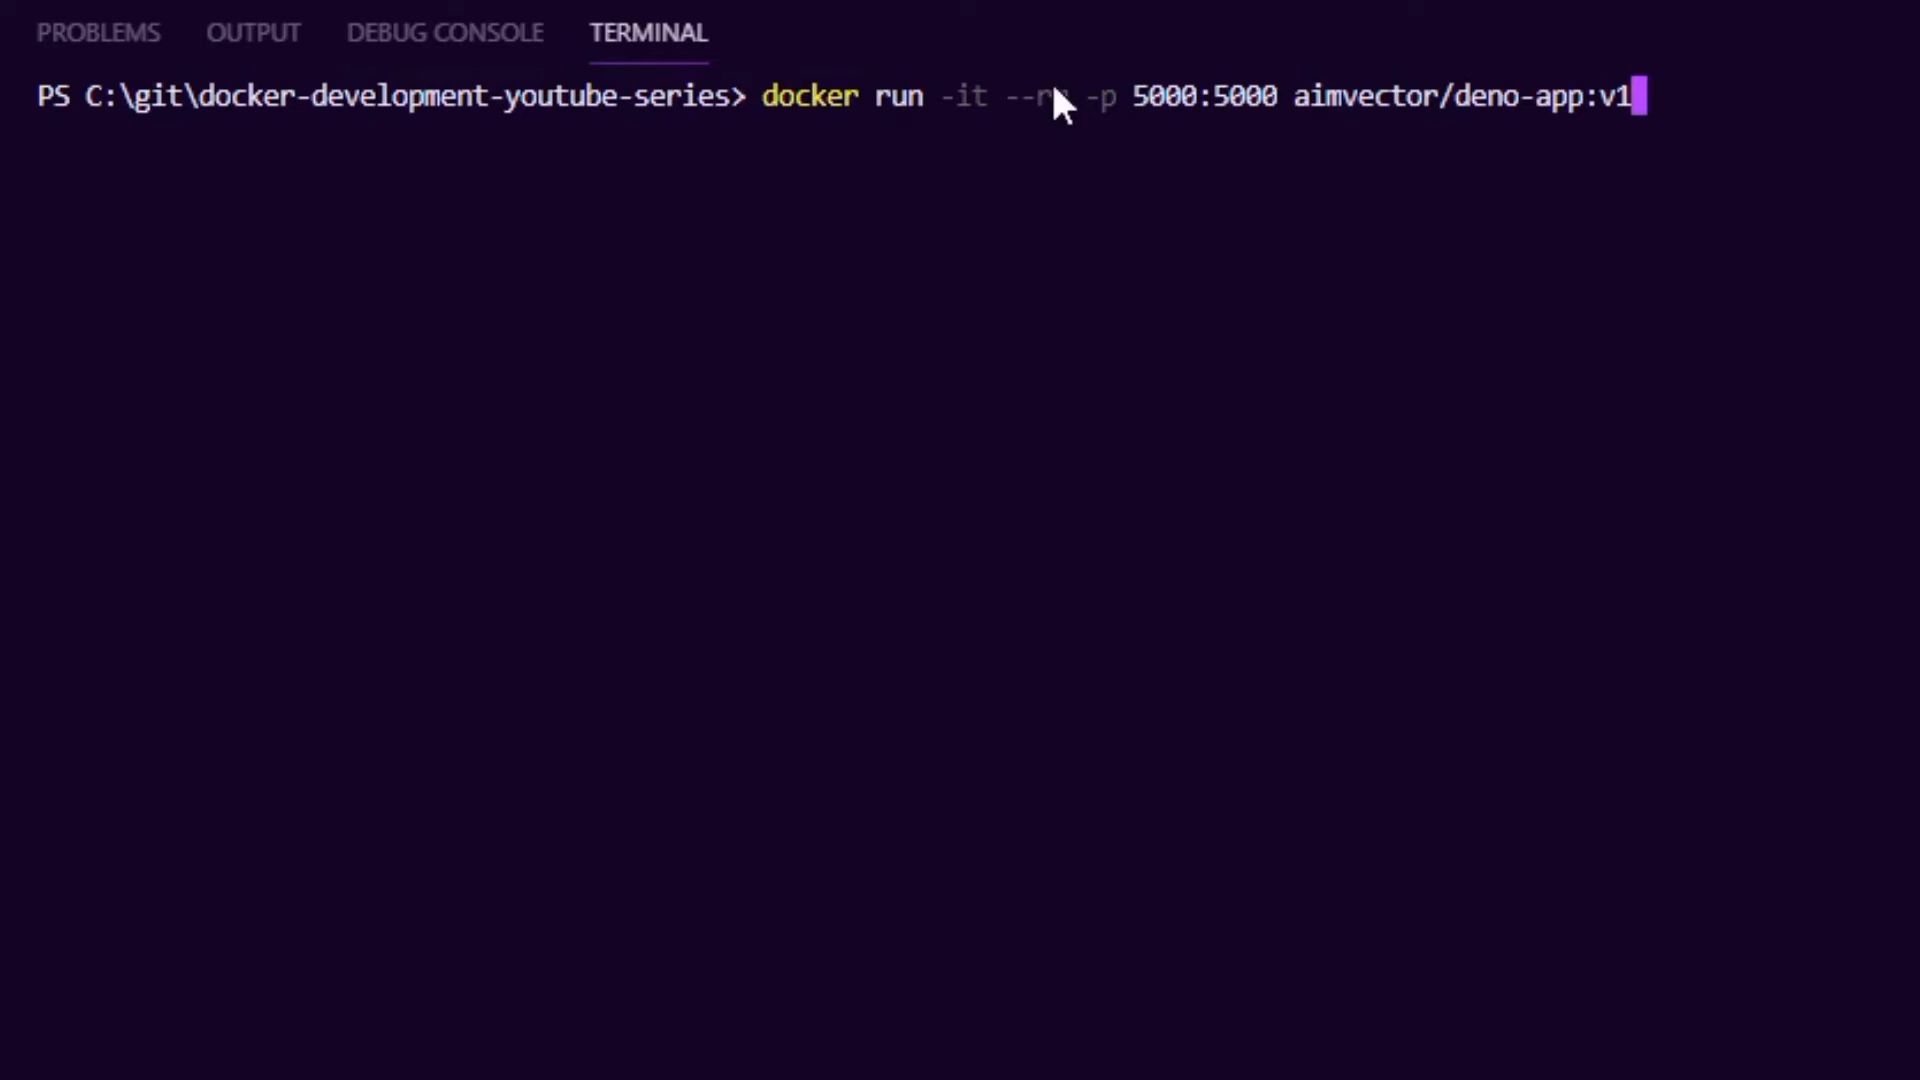 PROBLEMS OUTPUT DEBUG CONSOLE TERMINAL
PS C:\git\docker-development-youtube-series> docker run -it --rm -p 5000:5000 aimvector/deno-app:v1